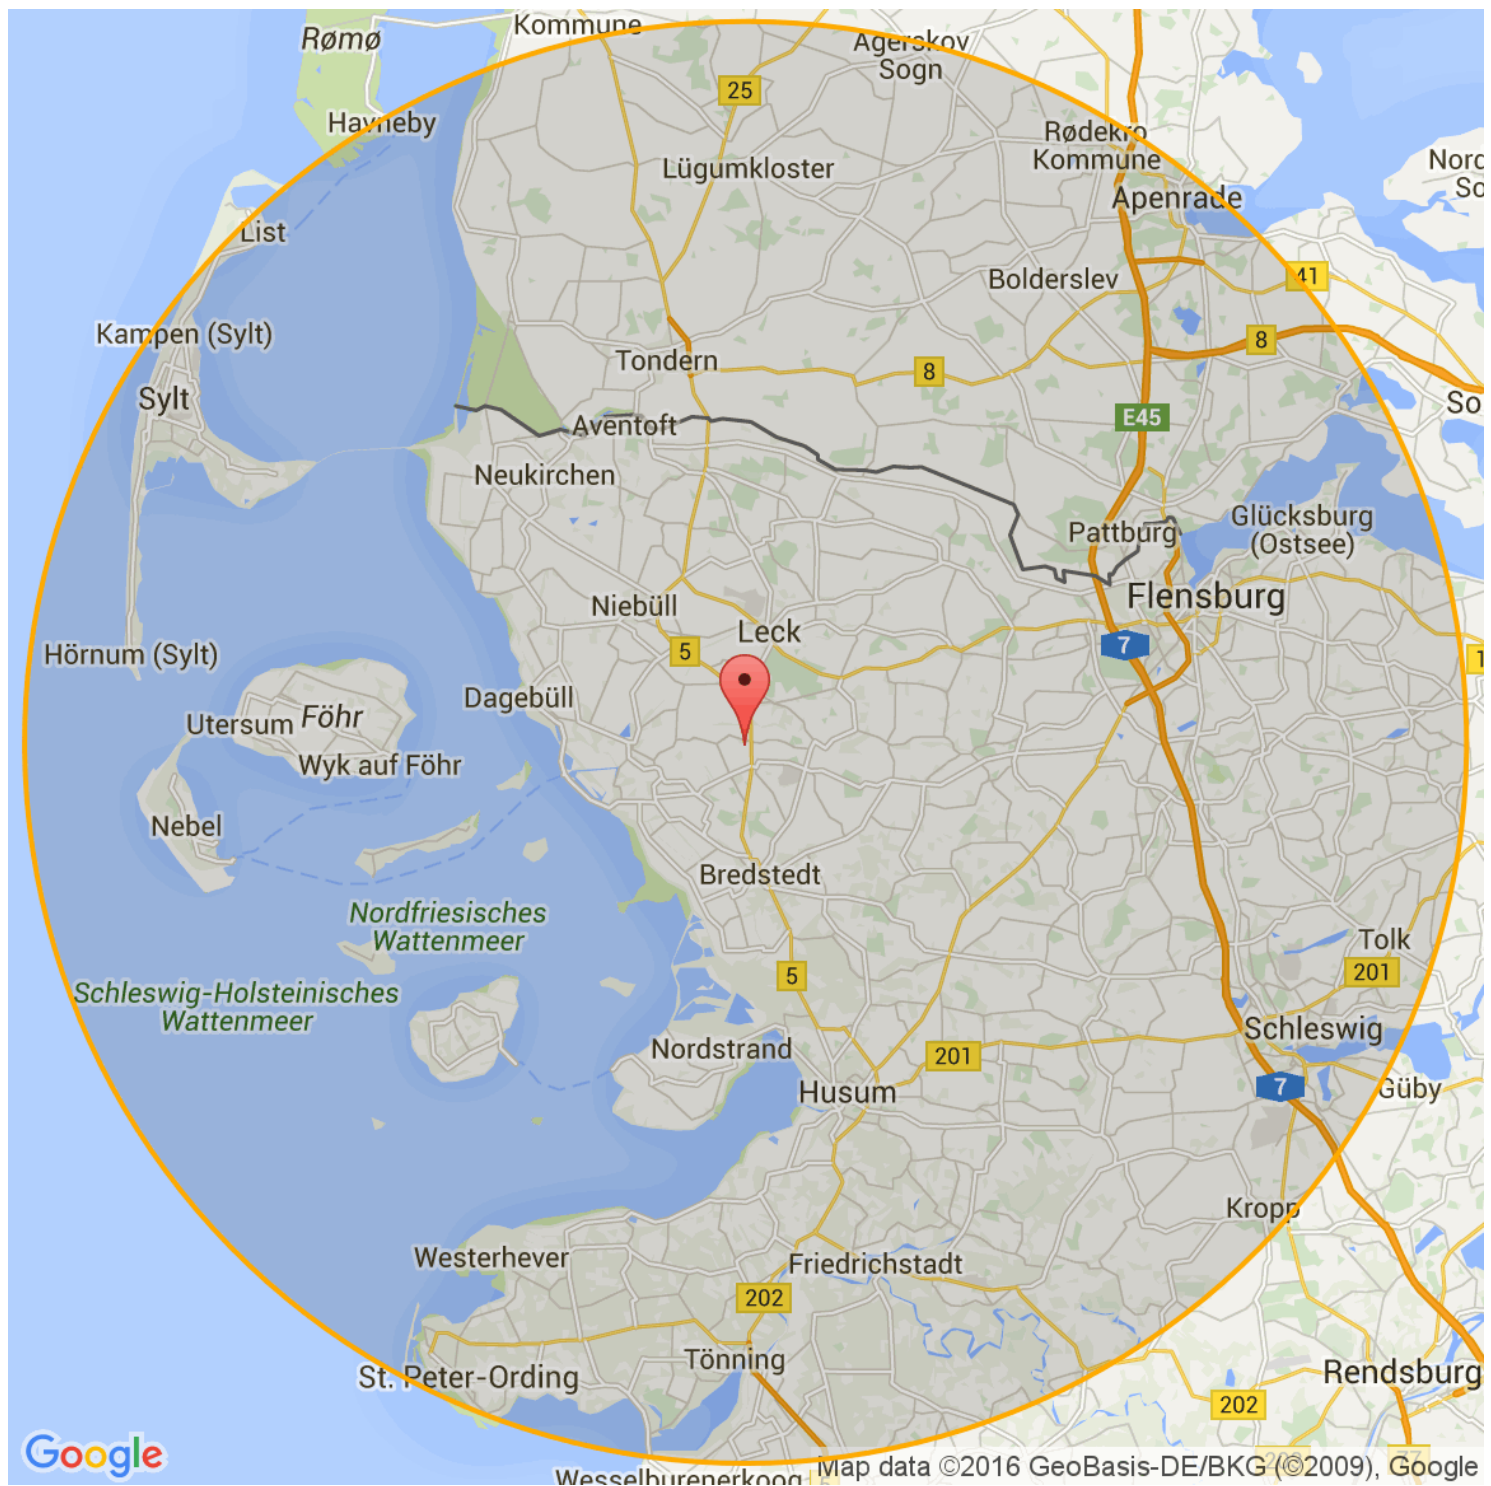 Kommune
Rømø
Agerskov
Sogn
25
Havneby
Rødekro
Kommune
Lügumkloster
Apenrade
List
Bolderslev
41
Kampen (Sylt)
8
Tondern
8
Sylt
E45
Aventoft
Neukirchen
Glücksburg
(Ostsee)
Pattburg
Flensburg
Niebüll
Leck
7
5
Hörnum (Sylt)
Dagebüll
Utersum
Föhr
Wyk auf Föhr
Nebel
Bredstedt
Nordfriesisches
Wattenmeer
Tolk
201
5
Schleswig-Holsteinisches
Wattenmeer
Schleswig
Nordstrand
201
Husum
7
Güby
Kropp
Westerhever
Friedrichstadt
202
Tönning
St. Peter-Ording
Rendsburg
202
Google
Wesselburenerkoog
Map data ©2016 GeoBasis-DE/BKG (©2009), Google